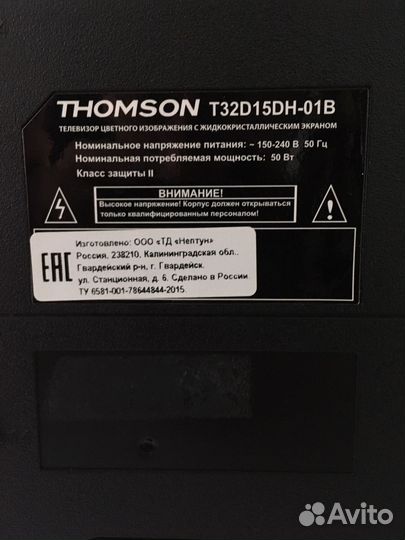 THOMSON T32D15DH-01B
ТЕЛЕВИЗОР ЦВЕТНОГО ИЗОБРАЖЕНИЯ С ЖИДКОКРИСТАЛЛИЧЕСКИМ ЭКРАНОМ
Номинальное напряжение питания: ~ 150-240 В 50 Гц
Номинальная потребляемая мощность: 50 Вт
Класс защиты II
ВНИМАНИЕ!
Высокое напряжение! Корпус должен открываться
только квалифицированным персоналом!
Изготовлено: ООО «ТД «Нептун»
Россия, 238210, Калининградская обл.,
Гвардейский р-н, г. Гвардейск.
ул. Станционная, д. 6. Сделано в России.
ТУ 6581-001-78644844-2015.
EAC
Avito